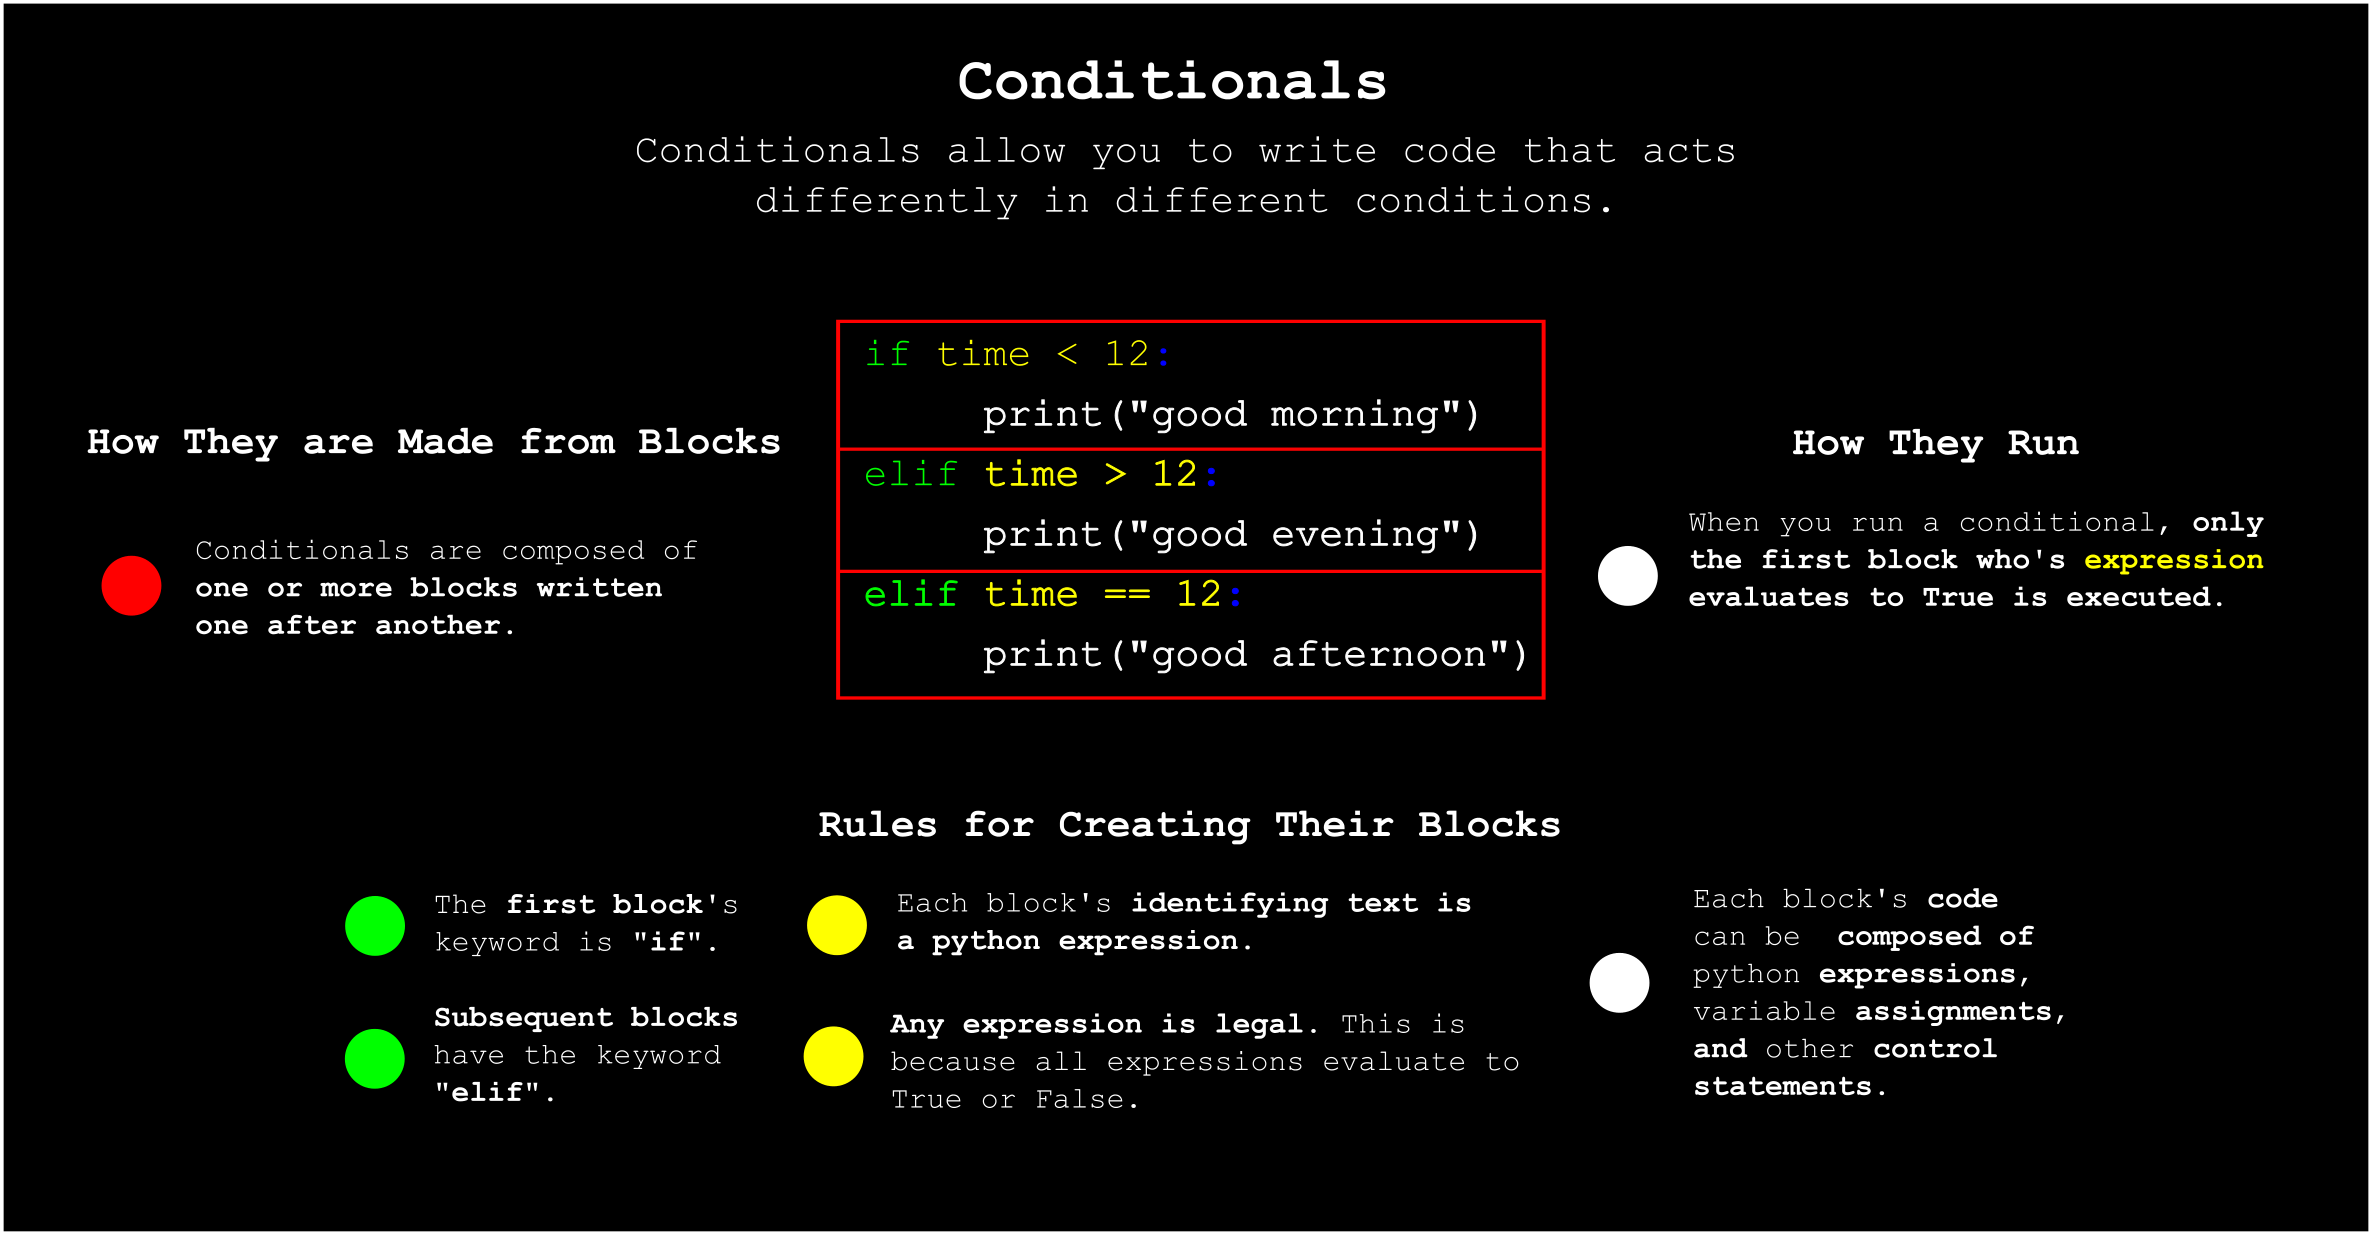 Conditionals
Conditionals allow you to write code that acts
differently in different conditions.
How They are Made from Blocks
Conditionals are composed of
one or more blocks written
one after another.
if time < 12:
print("good morning")
elif time > 12:
print("good evening")
elif time == 12:
print("good afternoon")
How They Run
When you run a conditional, only
the first block who's expression
evaluates to True is executed.
Rules for Creating Their Blocks
The first block's
keyword is "if".
Subsequent blocks
have the keyword
"elif".
Each block's identifying text is
a python expression.
Any expression is legal. This is
because all expressions evaluate to
True or False.
Each block's code
can be  composed of
python expressions,
variable assignments,
and other control
statements.